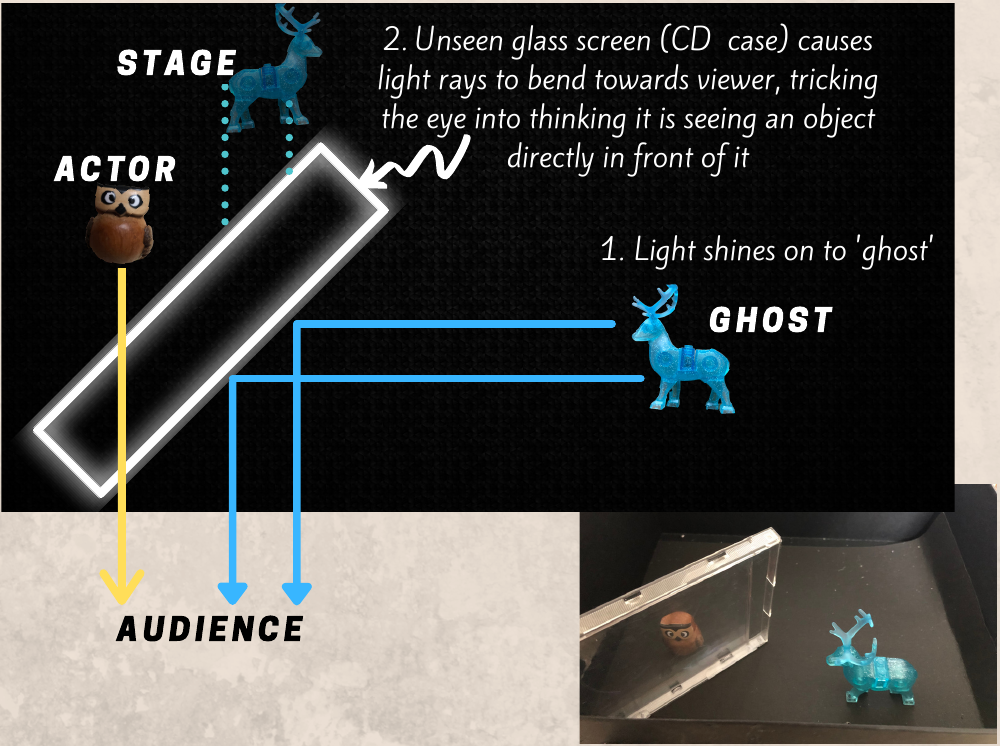 STAGE
2. Unseen glass screen (CD case) causes
light rays to bend towards viewer, tricking
the eye into thinking it is seeing an object
directly in front of it
ACTOR
1. Light shines on to 'ghost'
GHOST
AUDIENCE